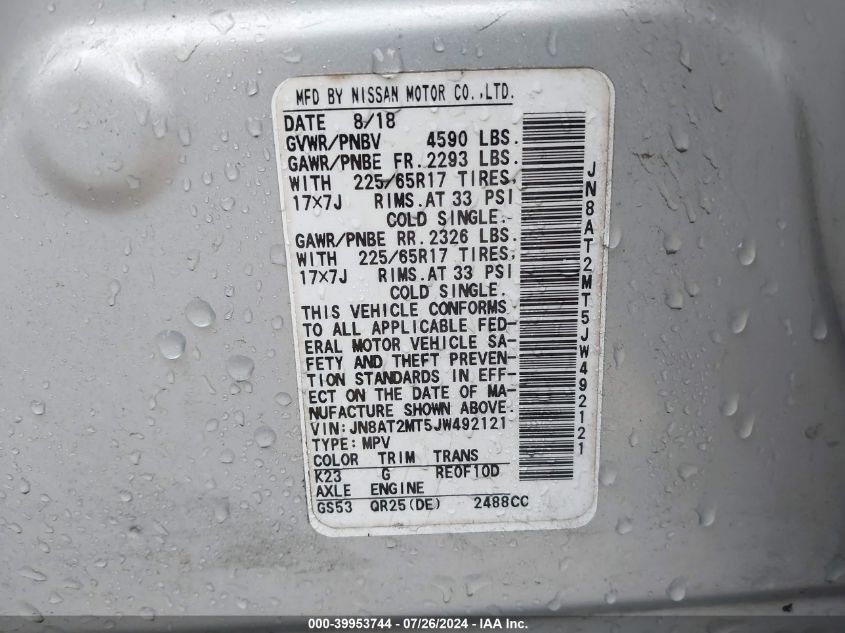 MFD BY NISSAN MOTOR CO.,LTD.
DATE 8/18
GVWR/PNBV 4590 LBS.
GAWR/PNBE FR. 2293 LBS.
WITH 225/65R17 TIRES,
17×7J RIMS.AT 33 PSI
COLD SINGLE.
GAWR/PNBE RR. 2326 LBS.
WITH 225/65R17 TIRES,
17×7J RIMS.AT 33 PSI
COLD SINGLE.
THIS VEHICLE CONFORMS
TO ALL APPLICABLE FED-
ERAL MOTOR VEHICLE SA-
FETY AND THEFT PREVEN-
TION STANDARDS IN EFF-
ECT ON THE DATE OF MA-
NUFACTURE SHOWN ABOVE.
VIN:JN8AT2MT5JW492121
TYPE:MPV
COLOR TRIM TRANS
K23 G RE0F10D
AXLE ENGINE
GS53 QR25(DE) 2488CC
JN8AT2MT5JW492121
000-39953744 - 07/26/2024 - IAA Inc.